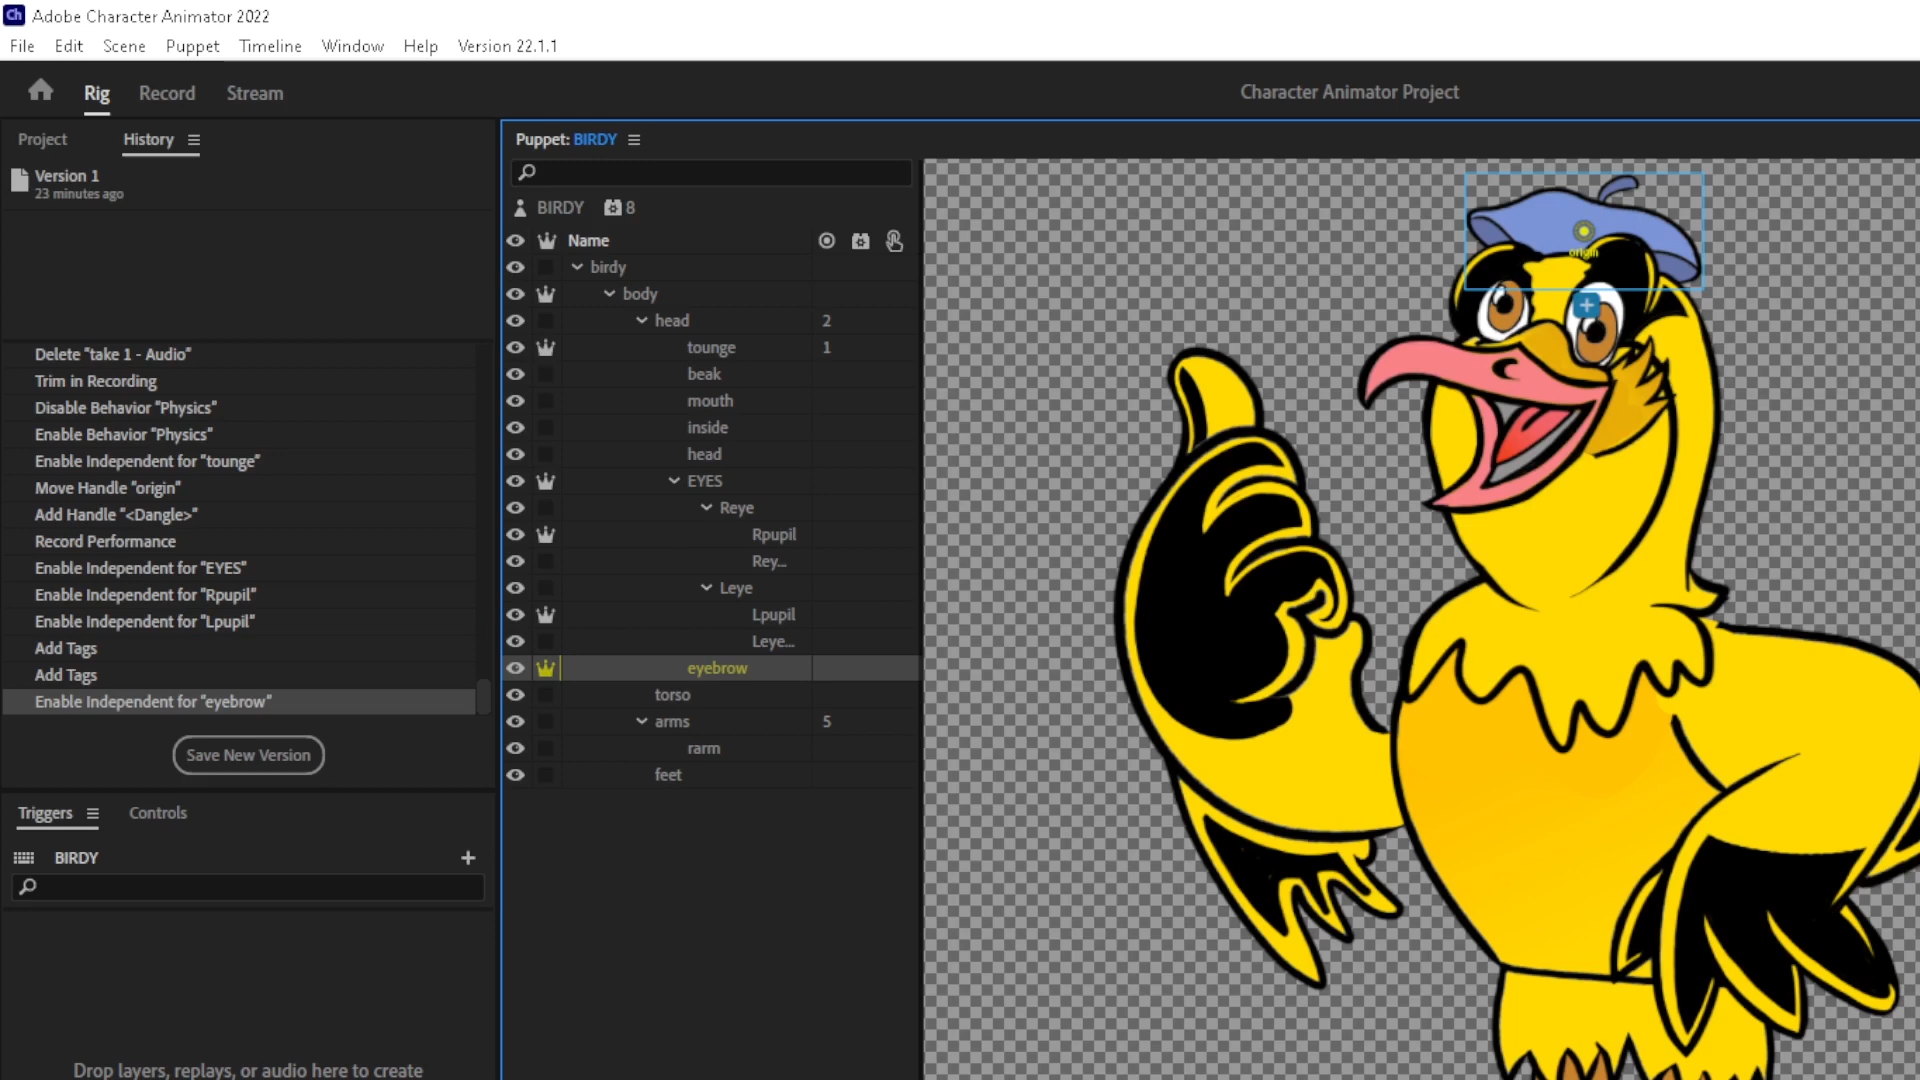 Ch Adobe Character Animator 2022
File Edit Scene Puppet Timeline Window Help Version 22.1.1
Rig Record Stream
Character Animator Project
Project History
Version 1
23 minutes ago
Delete "take 1 - Audio"
Trim in Recording
Disable Behavior "Physics"
Enable Behavior "Physics"
Enable Independent for "tounge"
Move Handle "origin"
Add Handle "<Dangle>"
Record Performance
Enable Independent for "EYES"
Enable Independent for "Rpupil"
Enable Independent for "Lpupil"
Add Tags
Add Tags
Enable Independent for "eyebrow"
Save New Version
Triggers Controls
BIRDY +
Drop layers, replays, or audio here to create
Puppet: BIRDY
BIRDY 8
Name
birdy
body
head 2
tounge 1
beak
mouth
inside
head
EYES
Reye
Rpupil
Rey...
Leye
Lpupil
Leye...
eyebrow
torso
arms 5
rarm
feet
origin